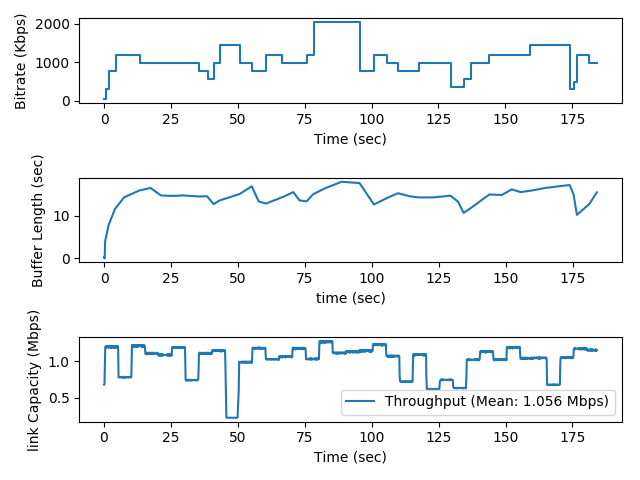 Bitrate (Kbps)
2000
1000
0
0 25 50 75 100 125 150 175
Time (sec)
Buffer Length (sec)
10
0
0 25 50 75 100 125 150 175
time (sec)
link Capacity (Mbps)
1.0
0.5
Throughput (Mean: 1.056 Mbps)
0 25 50 75 100 125 150 175
Time (sec)